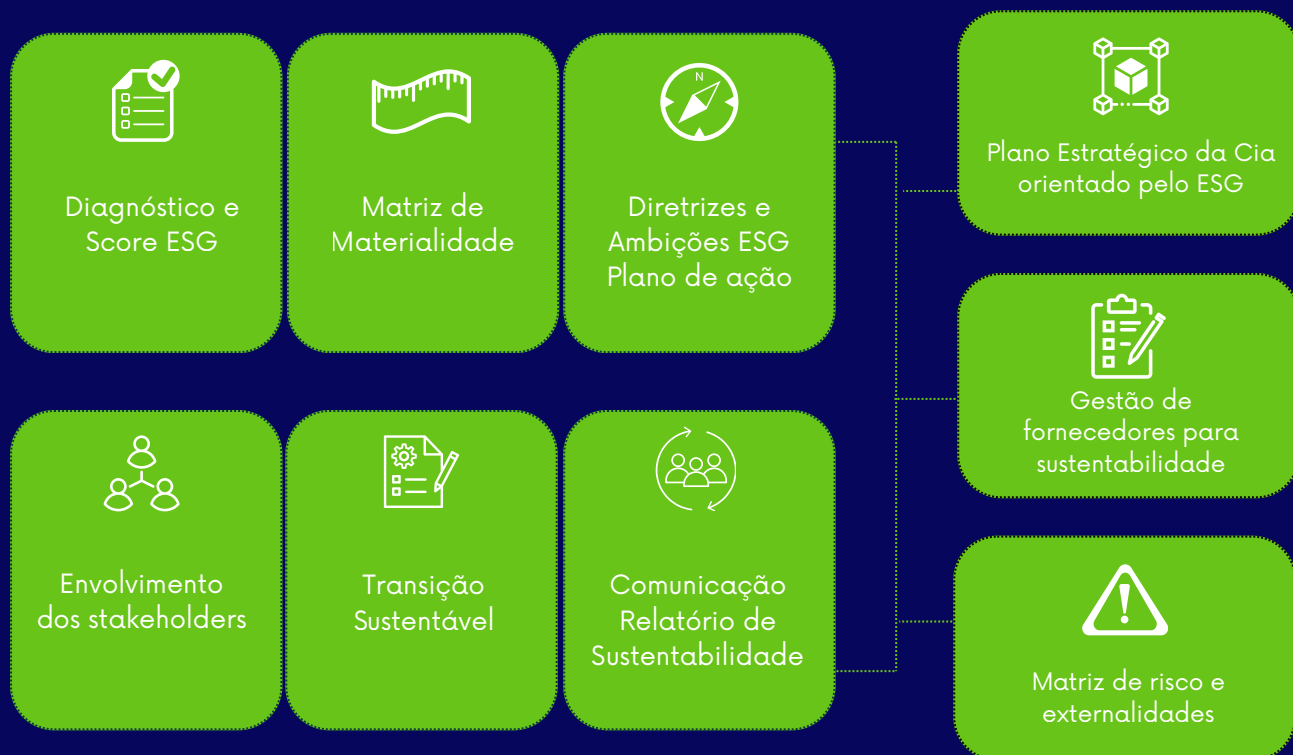 Diagnóstico e
Score ESG
Matriz de
Materialidade
N
Diretrizes e
Ambições ESG
Plano de ação
Plano Estratégico da Cia
orientado pelo ESG
Gestão de
fornecedores para
sustentabilidade
Envolvimento
dos stakeholders
Transição
Sustentável
Comunicação
Relatório de
Sustentabilidade
Matriz de risco e
externalidades